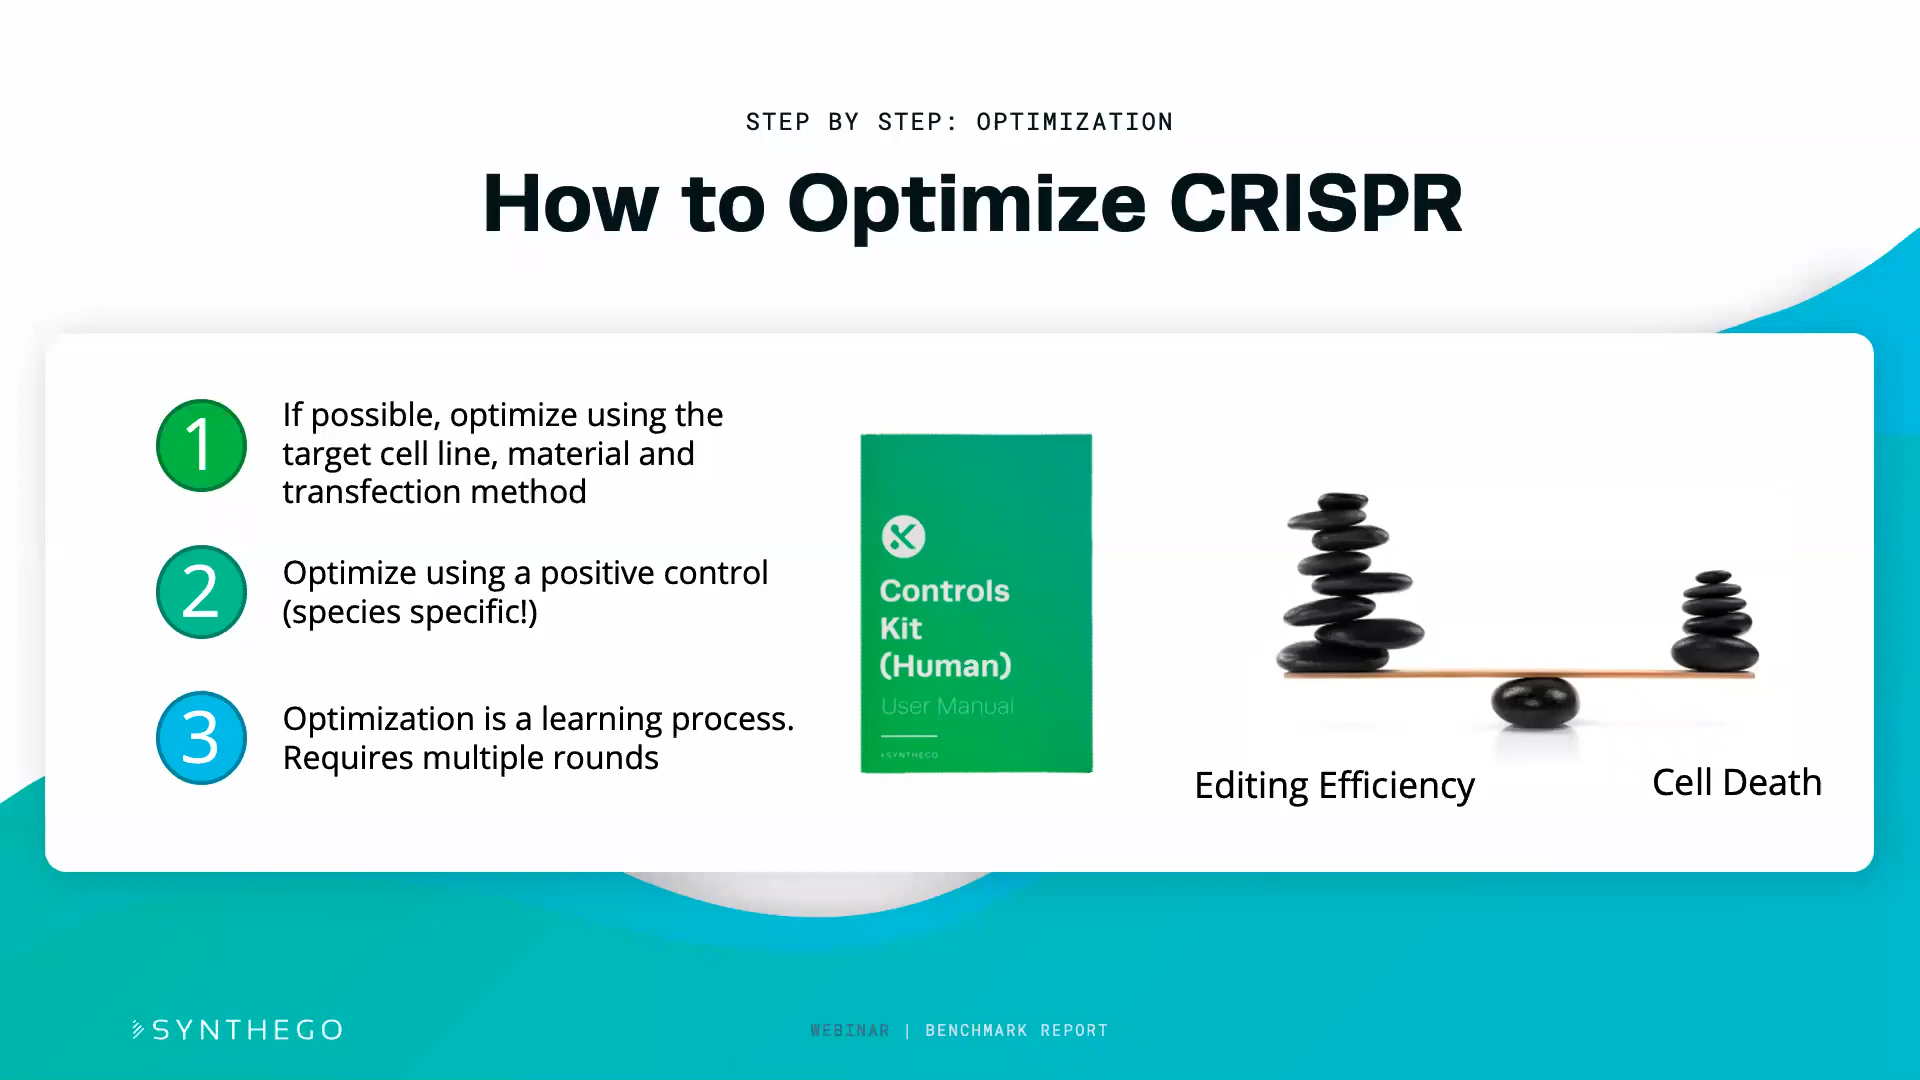 STEP BY STEP: OPTIMIZATION
How to Optimize CRISPR
1
If possible, optimize using the
target cell line, material and
transfection method
2
Optimize using a positive control
(species specific!)
3
Optimization is a learning process.
Requires multiple rounds
Controls
Kit
(Human)
User Manual
SYNTHEGO
Editing Efficiency
Cell Death
SYNTHEGO
WEBINAR | BENCHMARK REPORT